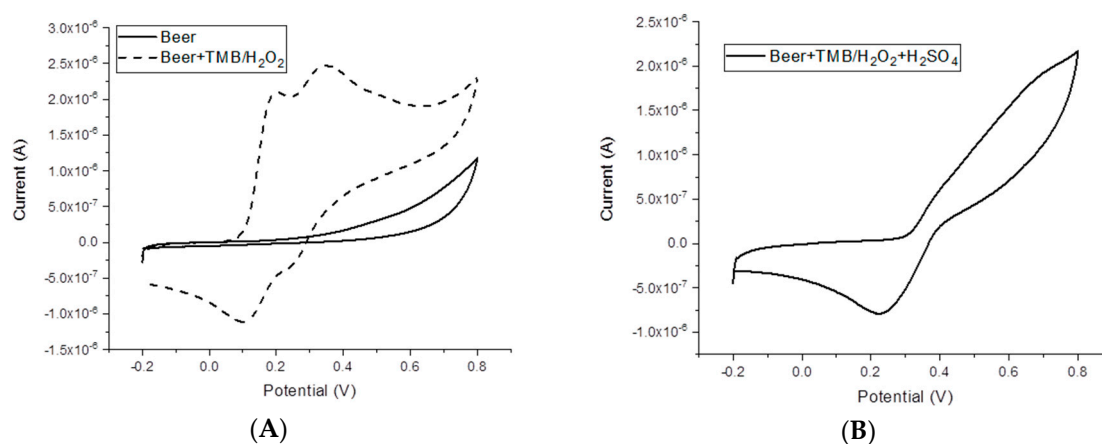 3.0x10⁻⁶
2.5x10⁻⁶
2.0x10⁻⁶
1.5x10⁻⁶
1.0x10⁻⁶
5.0x10⁻⁷
0.0
-5.0x10⁻⁷
-1.0x10⁻⁶
-1.5x10⁻⁶
Current (A)
Beer
Beer+TMB/H₂O₂
-0.2 0.0 0.2 0.4 0.6 0.8
Potential (V)
(A)
2.5x10⁻⁶
2.0x10⁻⁶
1.5x10⁻⁶
1.0x10⁻⁶
5.0x10⁻⁷
0.0
-5.0x10⁻⁷
-1.0x10⁻⁶
Current (A)
Beer+TMB/H₂O₂+H₂SO₄
-0.2 0.0 0.2 0.4 0.6 0.8
Potential (V)
(B)